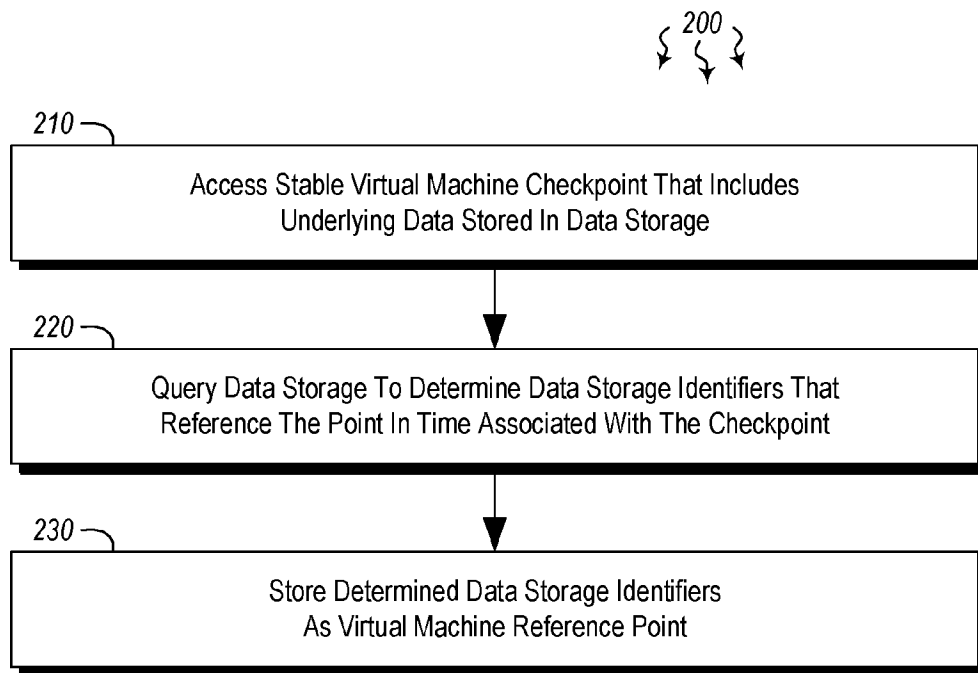 200
210
Access Stable Virtual Machine Checkpoint That Includes
Underlying Data Stored In Data Storage
220
Query Data Storage To Determine Data Storage Identifiers That
Reference The Point In Time Associated With The Checkpoint
230
Store Determined Data Storage Identifiers
As Virtual Machine Reference Point